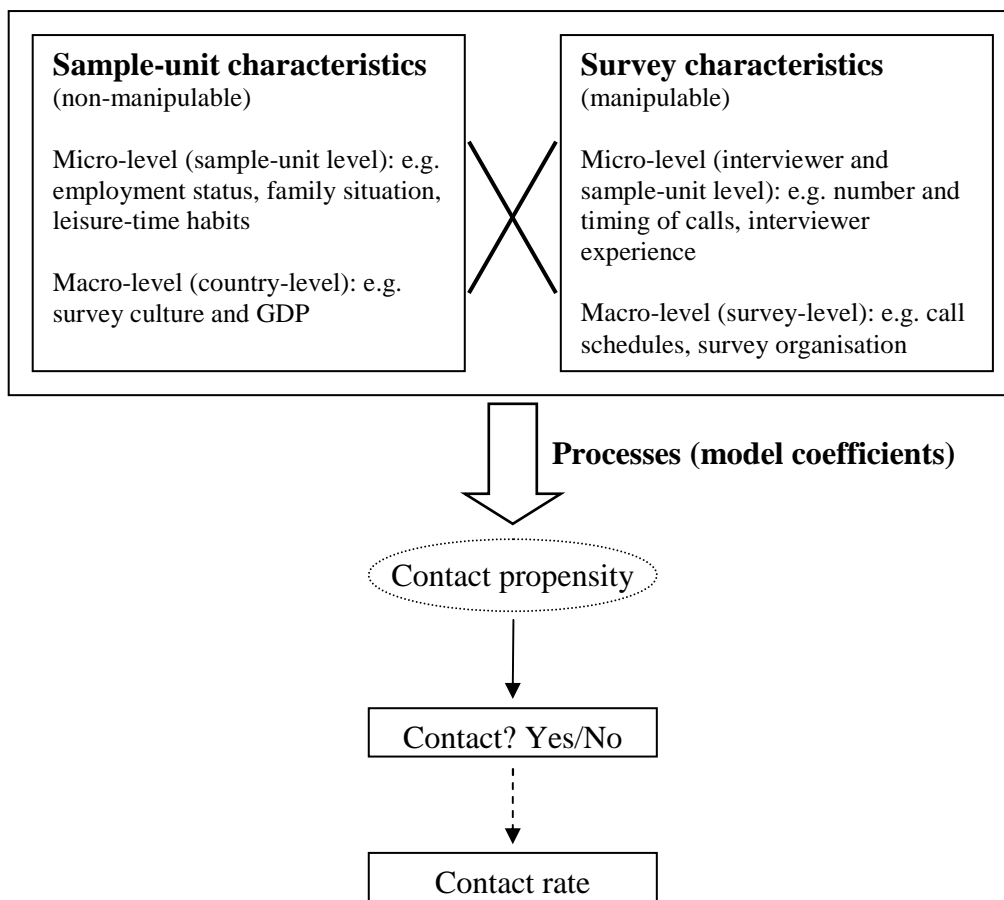 Sample-unit characteristics
(non-manipulable)
Micro-level (sample-unit level): e.g.
employment status, family situation,
leisure-time habits
Macro-level (country-level): e.g.
survey culture and GDP
Survey characteristics
(manipulable)
Micro-level (interviewer and
sample-unit level): e.g. number and
timing of calls, interviewer
experience
Macro-level (survey-level): e.g. call
schedules, survey organisation
Processes (model coefficients)
Contact propensity
Contact? Yes/No
Contact rate